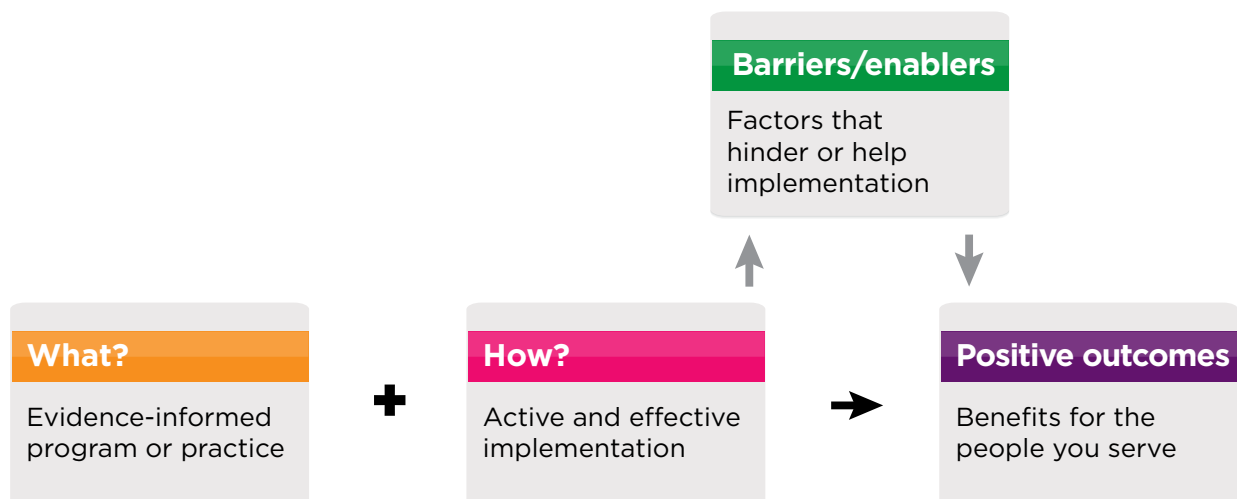 Barriers/enablers
Factors that
hinder or help
implementation
What?
Evidence-informed
program or practice
How?
Active and effective
implementation
Positive outcomes
Benefits for the
people you serve